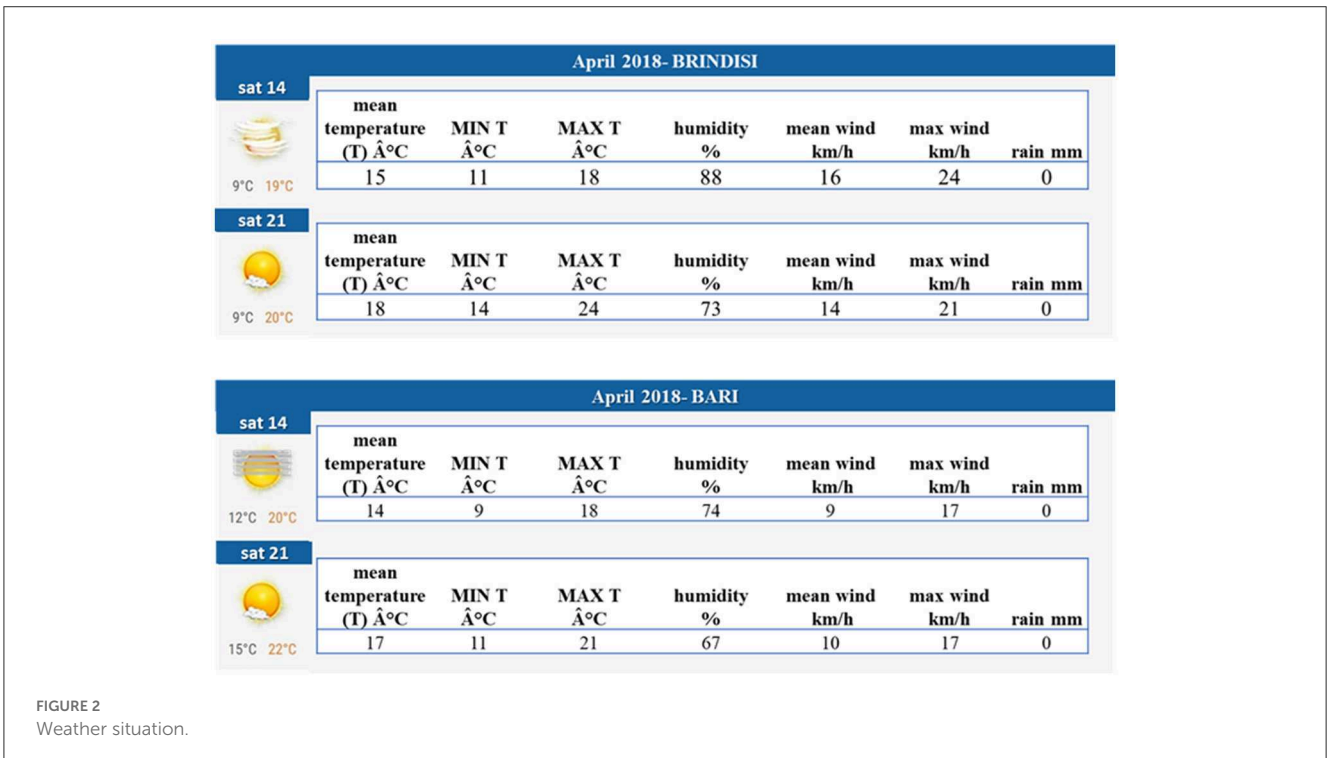 April 2018- BRINDISI
sat 14
mean
temperature MIN T MAX T humidity mean wind max wind
(T) Â°C Â°C Â°C % km/h km/h rain mm
15 11 18 88 16 24 0
9°C 19°C
sat 21
mean
temperature MIN T MAX T humidity mean wind max wind
(T) Â°C Â°C Â°C % km/h km/h rain mm
18 14 24 73 14 21 0
9°C 20°C
April 2018- BARI
sat 14
mean
temperature MIN T MAX T humidity mean wind max wind
(T) Â°C Â°C Â°C % km/h km/h rain mm
14 9 18 74 9 17 0
12°C 20°C
sat 21
mean
temperature MIN T MAX T humidity mean wind max wind
(T) Â°C Â°C Â°C % km/h km/h rain mm
17 11 21 67 10 17 0
15°C 22°C
FIGURE 2
Weather situation.